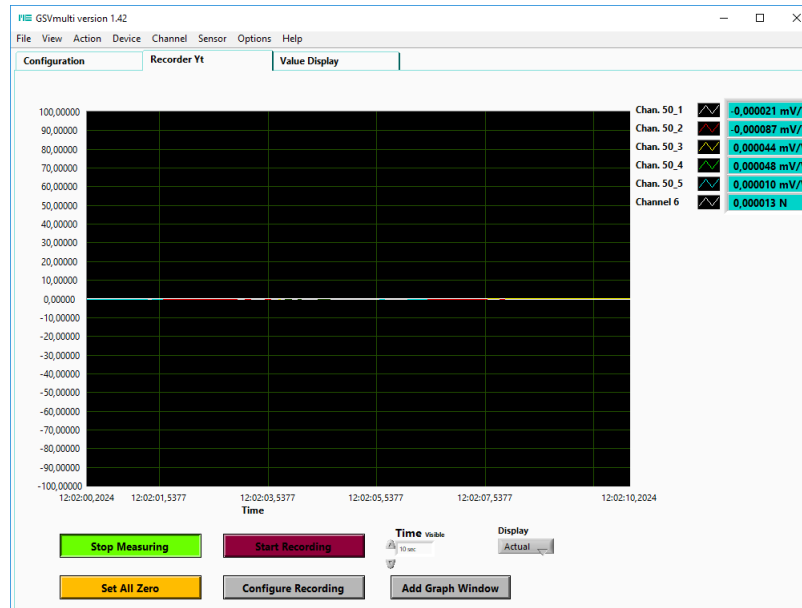 GSVmulti version 1.42
File View Action Device Channel Sensor Options Help
Configuration Recorder Yt Value Display
100,00000
90,00000
80,00000
70,00000
60,00000
50,00000
40,00000
30,00000
20,00000
10,00000
0,00000
-10,00000
-20,00000
-30,00000
-40,00000
-50,00000
-60,00000
-70,00000
-80,00000
-90,00000
-100,00000
12:02:00,2024 12:02:01,5377 12:02:03,5377 12:02:05,5377 12:02:07,5377 12:02:10,2024
Time
Chan. 50_1 -0,000021 mV/
Chan. 50_2 -0,000087 mV/
Chan. 50_3 0,000044 mV/
Chan. 50_4 0,000048 mV/
Chan. 50_5 0,000010 mV/
Channel 6 0,000013 N
Stop Measuring Start Recording Time Visible 10 sec Display Actual
Set All Zero Configure Recording Add Graph Window